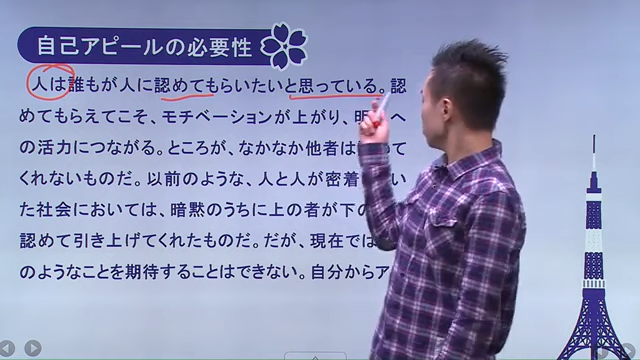 自己アピールの必要性
人は誰もが人に認めてもらいたいと思っている。認
めてもらえてこそ、モチベーションが上がり、明 へ
の活力につながる。ところが、なかなか他者は って
くれないものだ。以前のような、人と人が密着 い
た社会においては、暗黙のうちに上の者が下の
認めて引き上げてくれたものだ。だが、現在では
のようなことを期待することはできない。自分からア